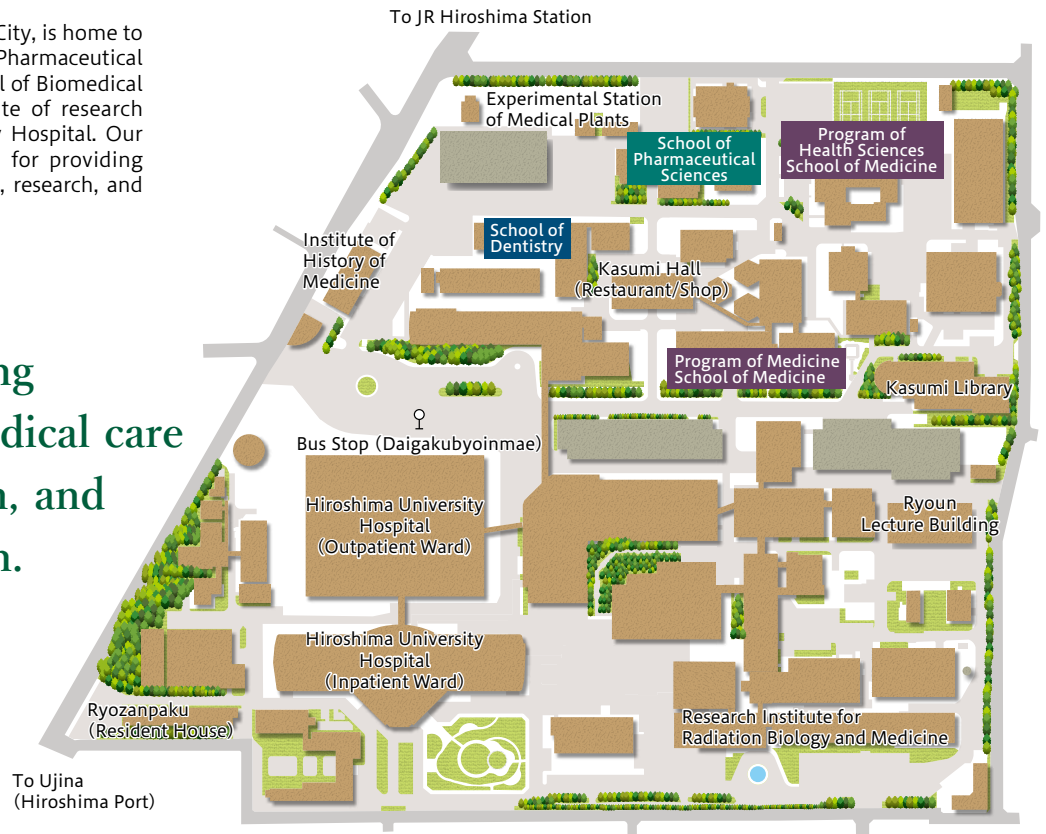 To JR Hiroshima Station
City, is home to
Pharmaceutical
l of Biomedical
te of research
Hospital. Our
for providing
, research, and
ng
dical care
n, and
n.
Experimental Station
of Medical Plants
School of
Pharmaceutical
Sciences
Program of
Health Sciences
School of Medicine
School of
Dentistry
Institute of
History of
Medicine
Kasumi Hall
(Restaurant/Shop)
Program of Medicine
School of Medicine
Kasumi Library
Bus Stop (Daigakubyoinmae)
Hiroshima University
Hospital
(Outpatient Ward)
Ryoun
Lecture Building
Hiroshima University
Hospital
(Inpatient Ward)
Ryozanpaku
(Resident House)
Research Institute for
Radiation Biology and Medicine
To Ujina
(Hiroshima Port)